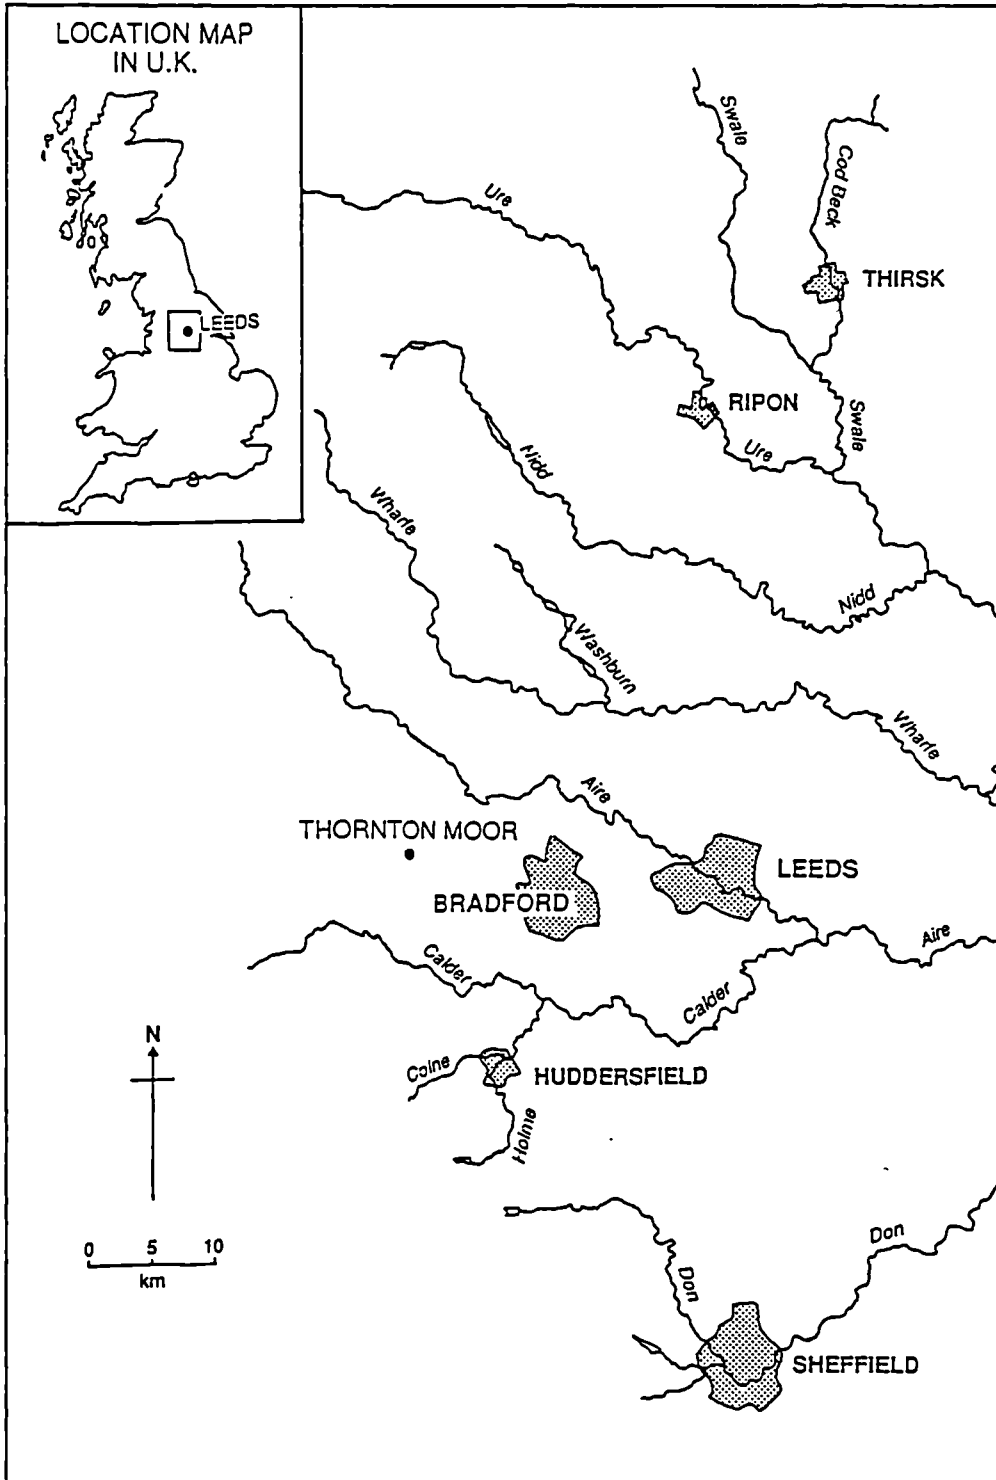 LOCATION MAP
IN U.K.
LEEDS
Swale
Cod Beck
Ure
THIRSK
RIPON
Swale
Ure
Nidd
Wharfe
Nidd
Washburn
Wharfe
Aire
THORNTON MOOR
LEEDS
BRADFORD
Aire
Calder
Calder
N
Colne
HUDDERSFIELD
Holme
Don
0 5 10
km
Don
SHEFFIELD